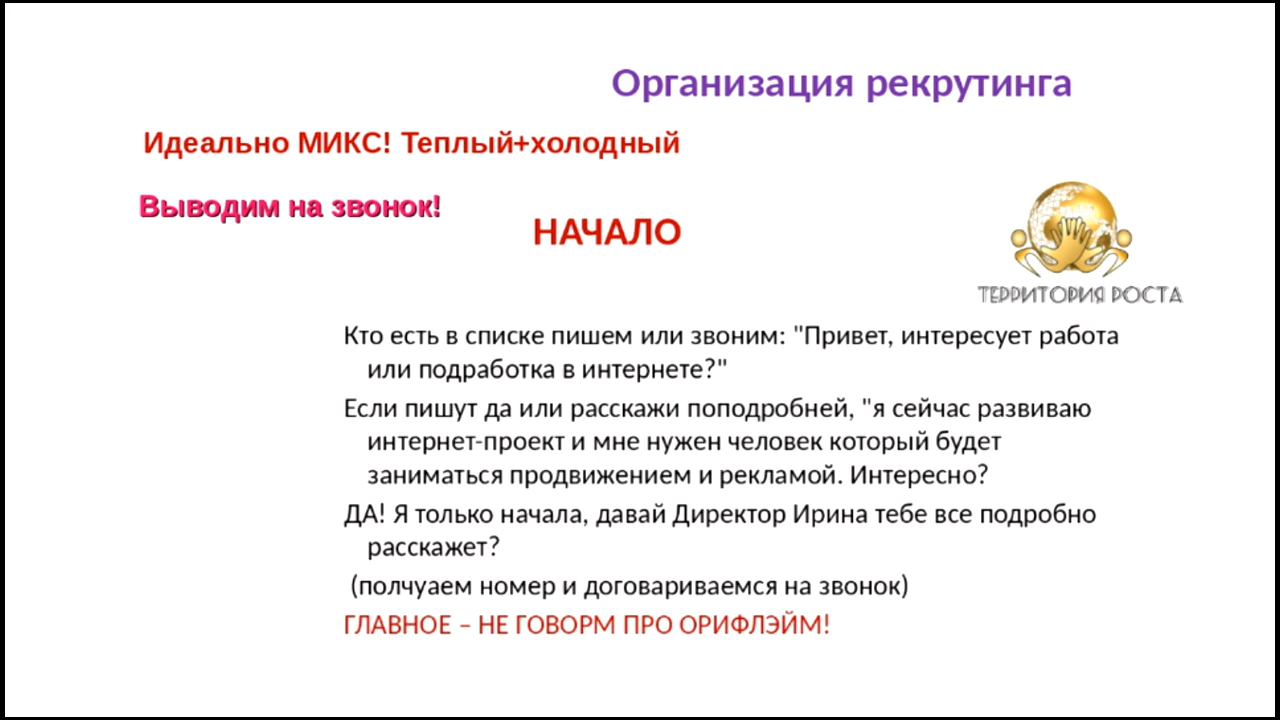 Организация рекрутинга
Идеально МИКС! Теплый+холодный
Выводим на звонок!
НАЧАЛО
ТЕРРИТОРИЯ РОСТА
Кто есть в списке пишем или звоним: "Привет, интересует работа
или подработка в интернете?"
Если пишут да или расскажи поподробней, "я сейчас развиваю
интернет-проект и мне нужен человек который будет
заниматься продвижением и рекламой. Интересно?
ДА! Я только начала, давай Директор Ирина тебе все подробно
расскажет?
(полчуаем номер и договариваемся на звонок)
ГЛАВНОЕ – НЕ ГОВОРМ ПРО ОРИФЛЭЙМ!